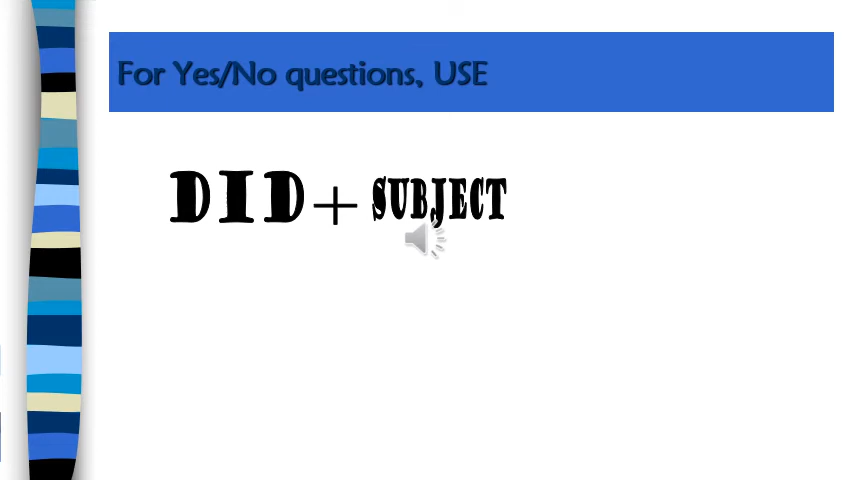 For Yes/No questions, USE
DID+ SUBJECT